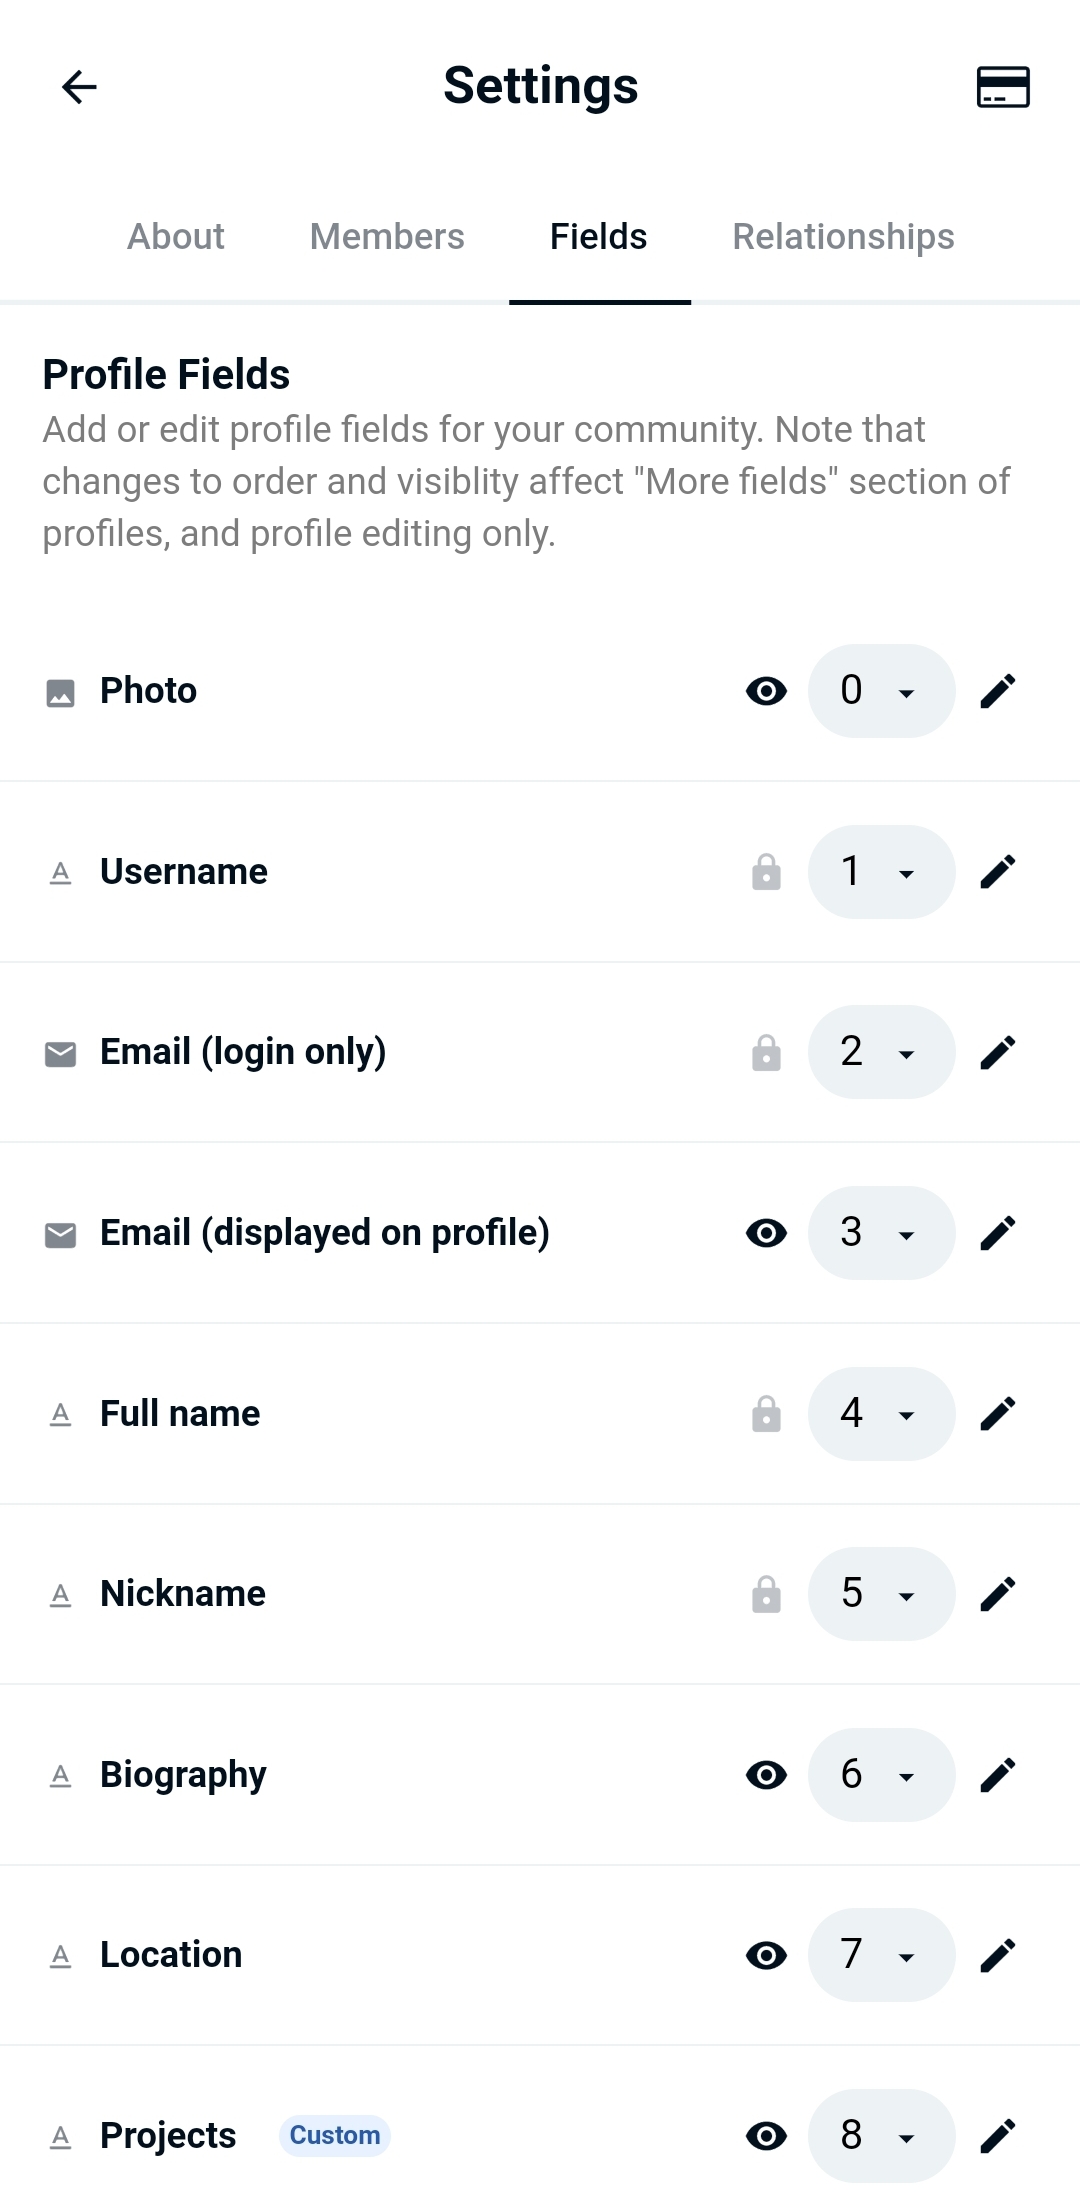 Settings
About Members Fields Relationships
Profile Fields
Add or edit profile fields for your community. Note that
changes to order and visiblity affect "More fields" section of
profiles, and profile editing only.
Photo 0
Username 1
Email (login only) 2
Email (displayed on profile) 3
Full name 4
Nickname 5
Biography 6
Location 7
Projects Custom 8